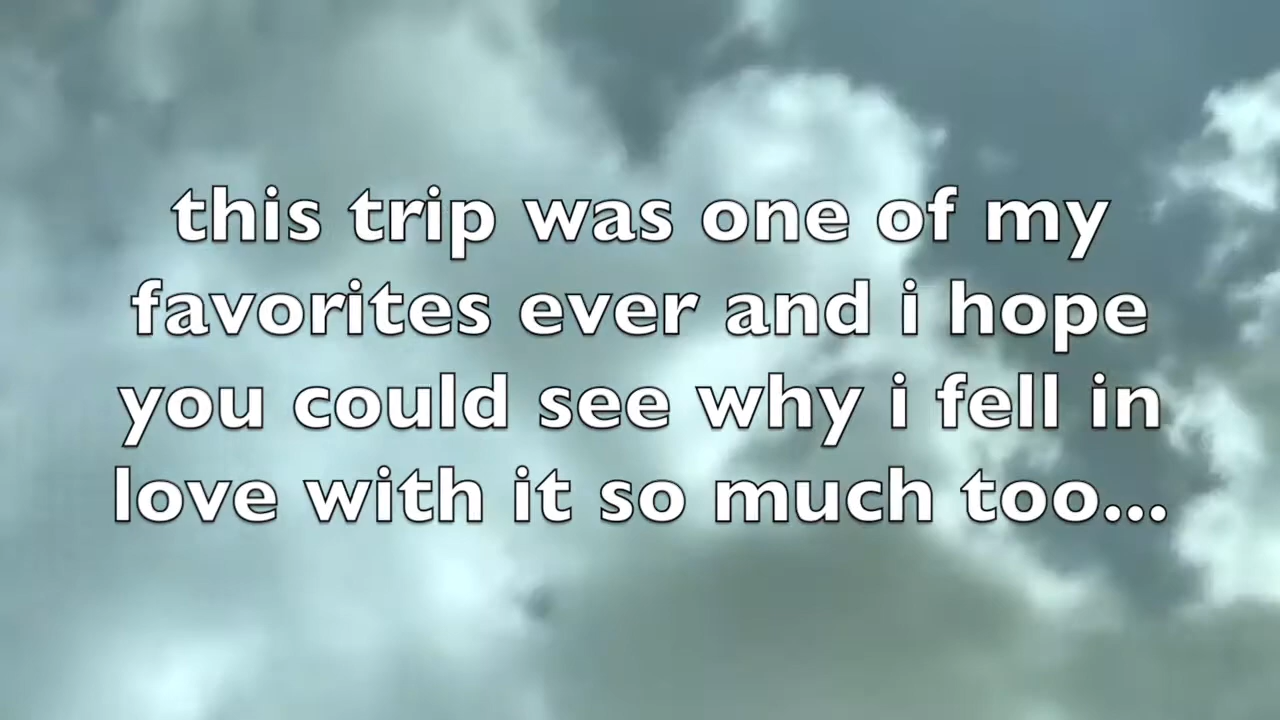 this trip was one of my
favorites ever and i hope
you could see why i fell in
love with it so much too...